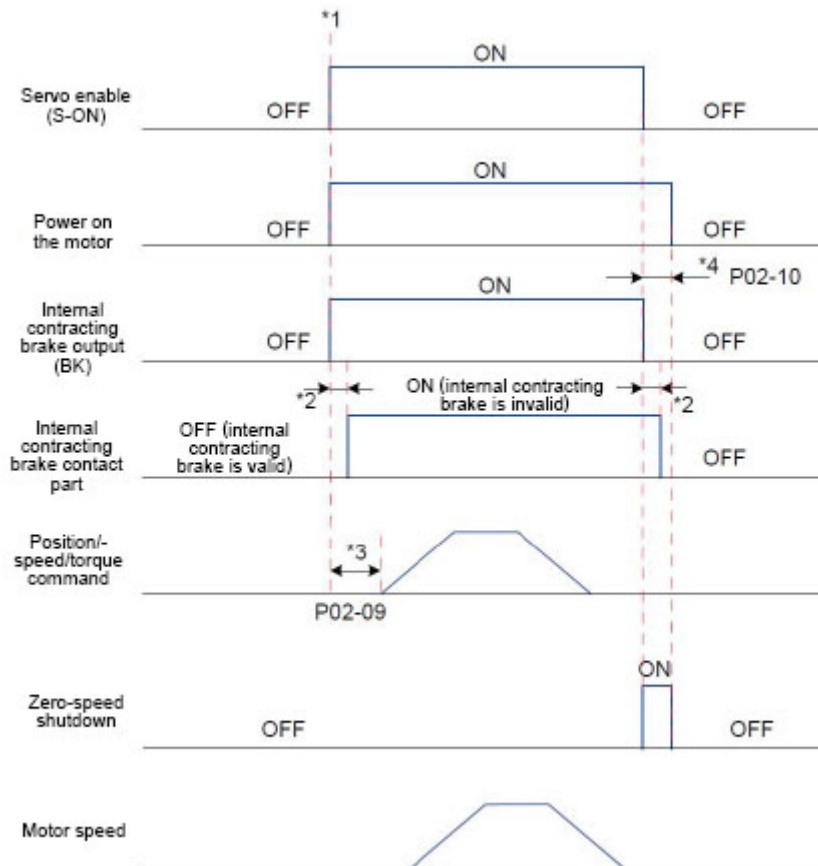 *1
ON
Servo enable
(S-ON)
OFF
OFF
ON
Power on
the motor
OFF
OFF
*4 P02-10
ON
Internal
contracting
brake output
(BK)
OFF
OFF
*2
ON (internal contracting
brake is invalid)
*2
Internal
contracting
brake contact
part
OFF (internal
contracting
brake is valid)
OFF
Position/-
speed/torque
command
*3
P02-09
ON
Zero-speed
shutdown
OFF
OFF
Motor speed